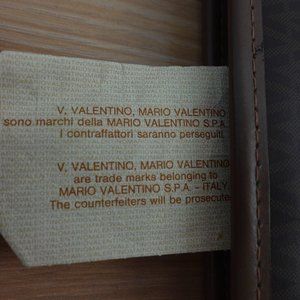 V. VALENTINO, MARIO VALENTINO
sono marchi della MARIO VALENTINO S.P.A.
I contraffattori saranno perseguiti.
V. VALENTINO, MARIO VALENTINO
are trade marks belonging to
MARIO VALENTINO S.P.A. - ITALY
The counterfeiters will be prosecute